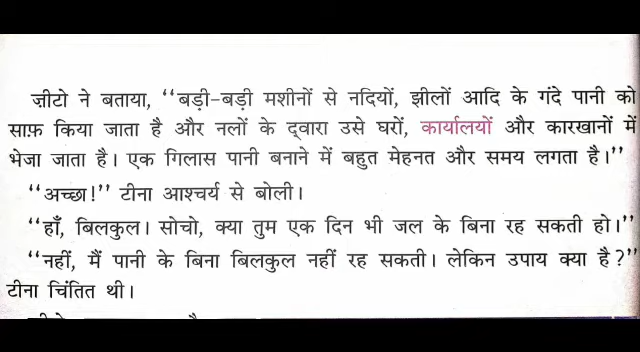 ज़ीटो ने बताया, “बड़ी-बड़ी मशीनों से नदियों, झीलों आदि के गंदे पानी को
साफ़ किया जाता है और नलों के द्वारा उसे घरों, कार्यालयों और कारखानों में
भेजा जाता है। एक गिलास पानी बनाने में बहुत मेहनत और समय लगता है।”
“अच्छा!” टीना आश्चर्य से बोली।
“हाँ, बिलकुल। सोचो, क्या तुम एक दिन भी जल के बिना रह सकती हो।”
“नहीं, मैं पानी के बिना बिलकुल नहीं रह सकती। लेकिन उपाय क्या है?”
टीना चिंतित थी।